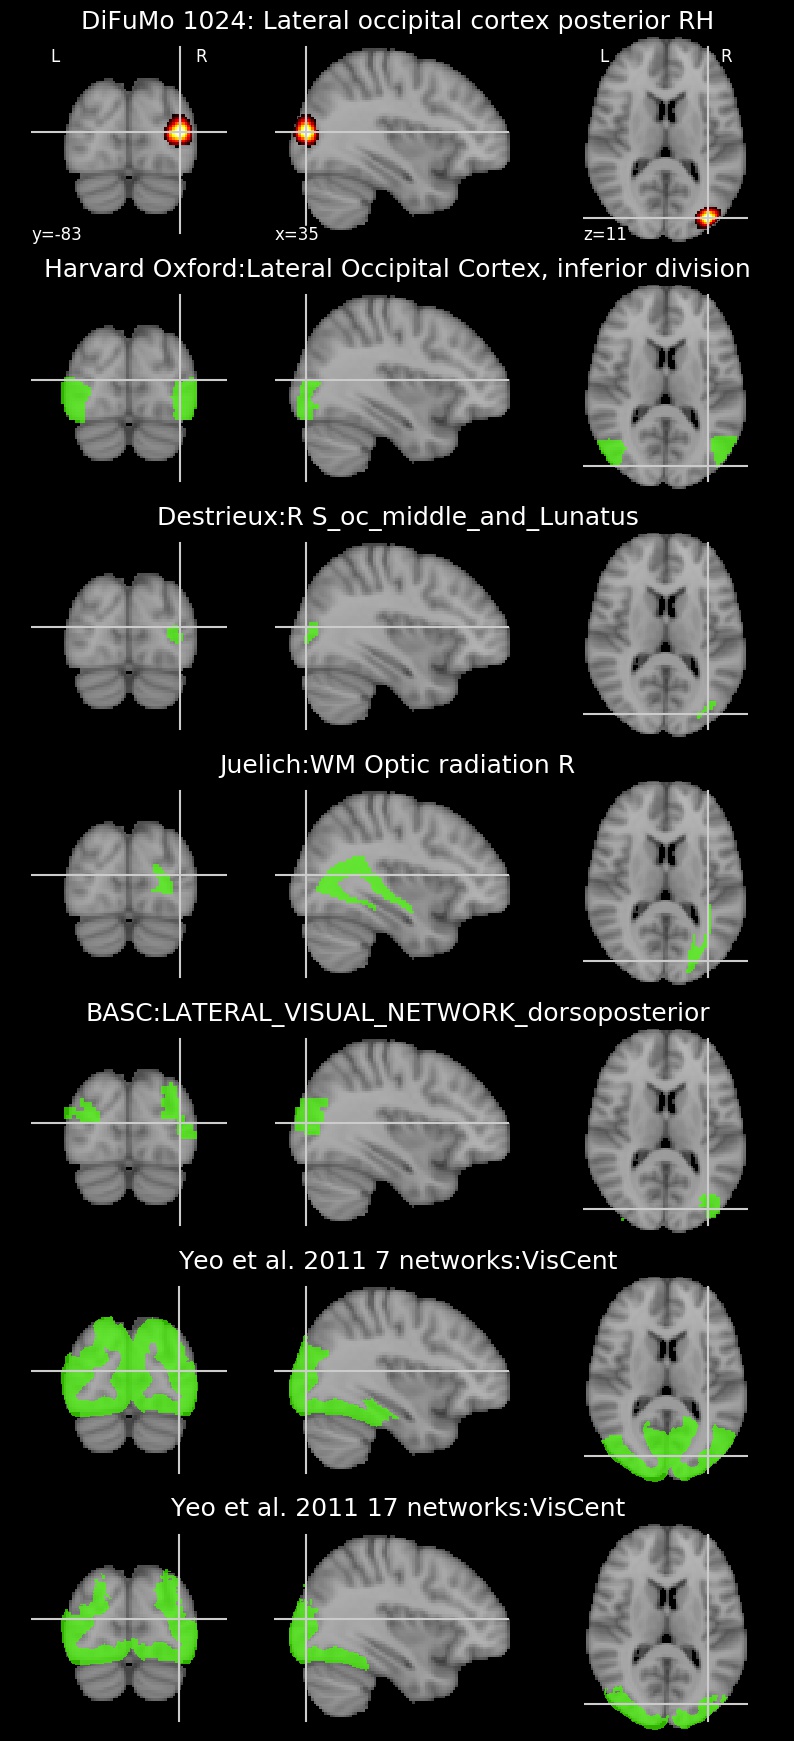 DiFuMo 1024: Lateral occipital cortex posterior RH
L R L R
y=-83 x=35 z=11
Harvard Oxford:Lateral Occipital Cortex, inferior division
Destrieux:R S_oc_middle_and_Lunatus
Juelich:WM Optic radiation R
BASC:LATERAL_VISUAL_NETWORK_dorsoposterior
Yeo et al. 2011 7 networks:VisCent
Yeo et al. 2011 17 networks:VisCent